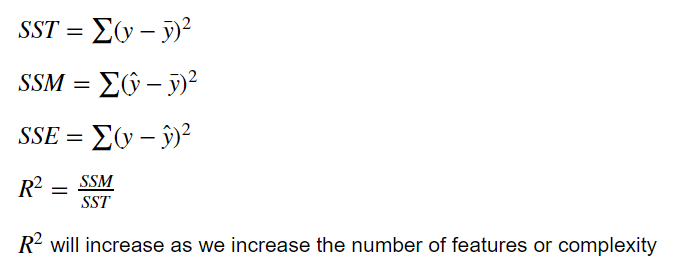 SST = ∑(y − ȳ)²
SSM = ∑(ŷ − ȳ)²
SSE = ∑(y − ŷ)²
R² = SSM/SST
R² will increase as we increase the number of features or complexity